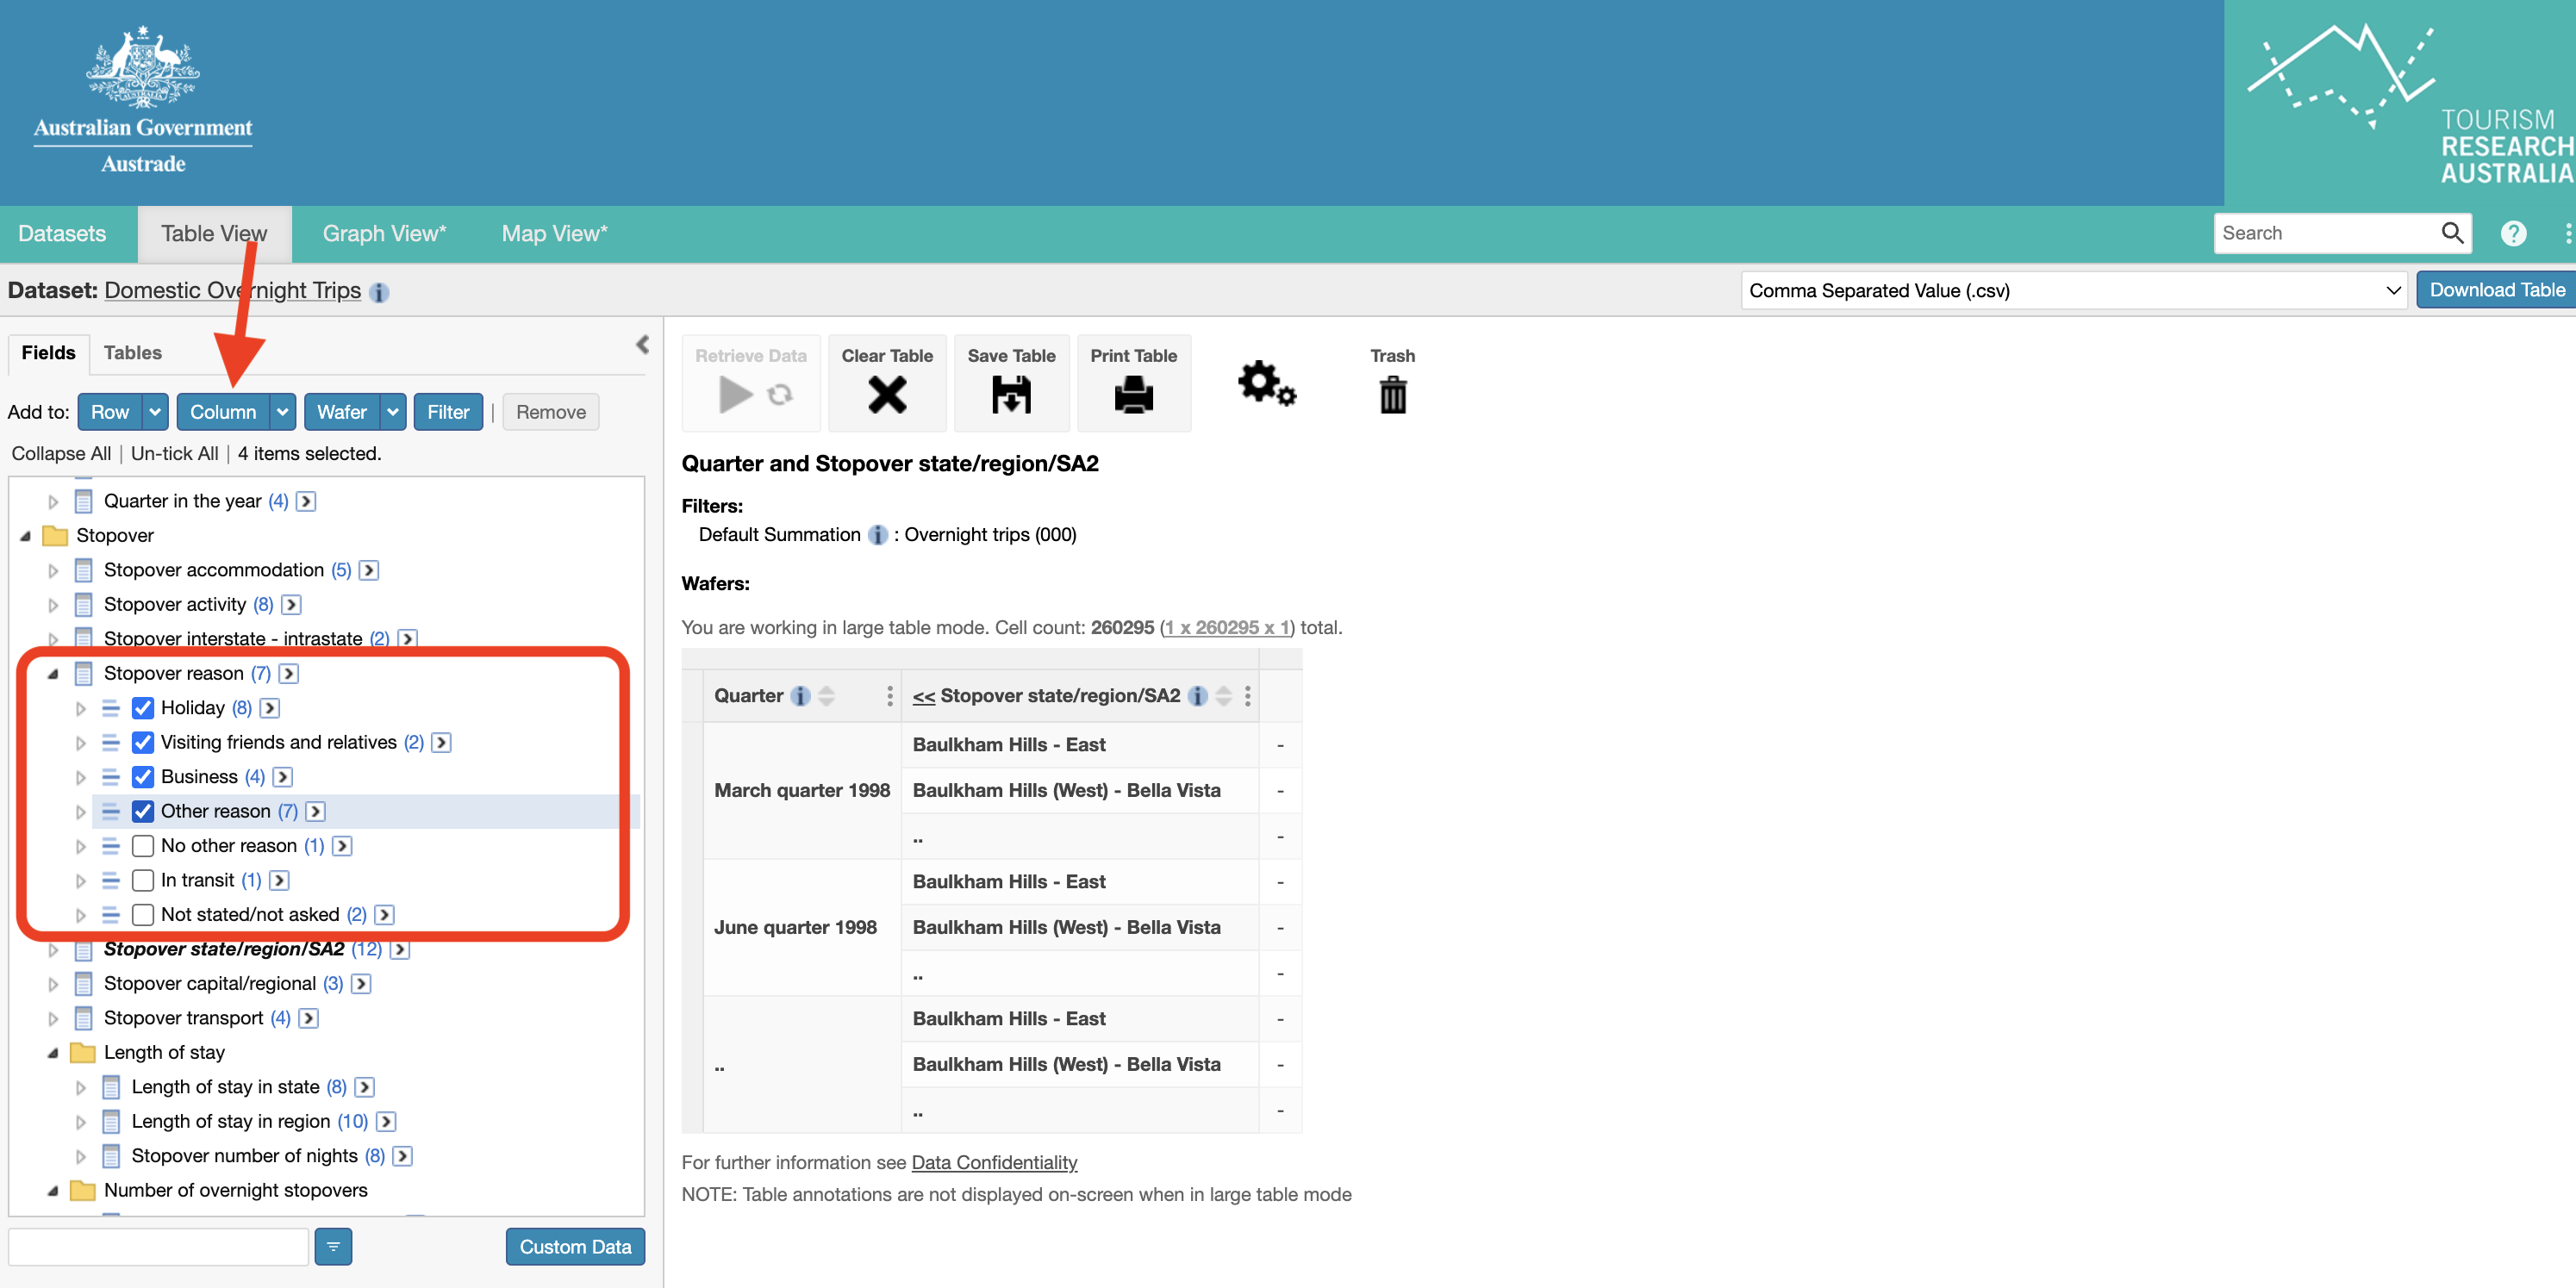 Australian Government
Austrade
TOURISM
RESEARCH
AUSTRALIA
Datasets
Table View
Graph View*
Map View*
Search
?
Dataset: Domestic Overnight Trips
Comma Separated Value (.csv)
Download Table
Fields
Tables
Add to: Row Column Wafer Filter | Remove
Collapse All | Un-tick All | 4 items selected.
Quarter in the year (4)
Stopover
Stopover accommodation (5)
Stopover activity (8)
Stopover interstate - intrastate (2)
Stopover reason (7)
Holiday (8)
Visiting friends and relatives (2)
Business (4)
Other reason (7)
No other reason (1)
In transit (1)
Not stated/not asked (2)
Stopover state/region/SA2 (12)
Stopover capital/regional (3)
Stopover transport (4)
Length of stay
Length of stay in state (8)
Length of stay in region (10)
Stopover number of nights (8)
Number of overnight stopovers
Custom Data
Retrieve Data
Clear Table
Save Table
Print Table
Trash
Quarter and Stopover state/region/SA2
Filters:
Default Summation i : Overnight trips (000)
Wafers:
You are working in large table mode. Cell count: 260295 (1 x 260295 x 1) total.
Quarter i << Stopover state/region/SA2 i
March quarter 1998
Baulkham Hills - East -
Baulkham Hills (West) - Bella Vista -
.. -
June quarter 1998
Baulkham Hills - East -
Baulkham Hills (West) - Bella Vista -
.. -
..
Baulkham Hills - East -
Baulkham Hills (West) - Bella Vista -
.. -
For further information see Data Confidentiality
NOTE: Table annotations are not displayed on-screen when in large table mode